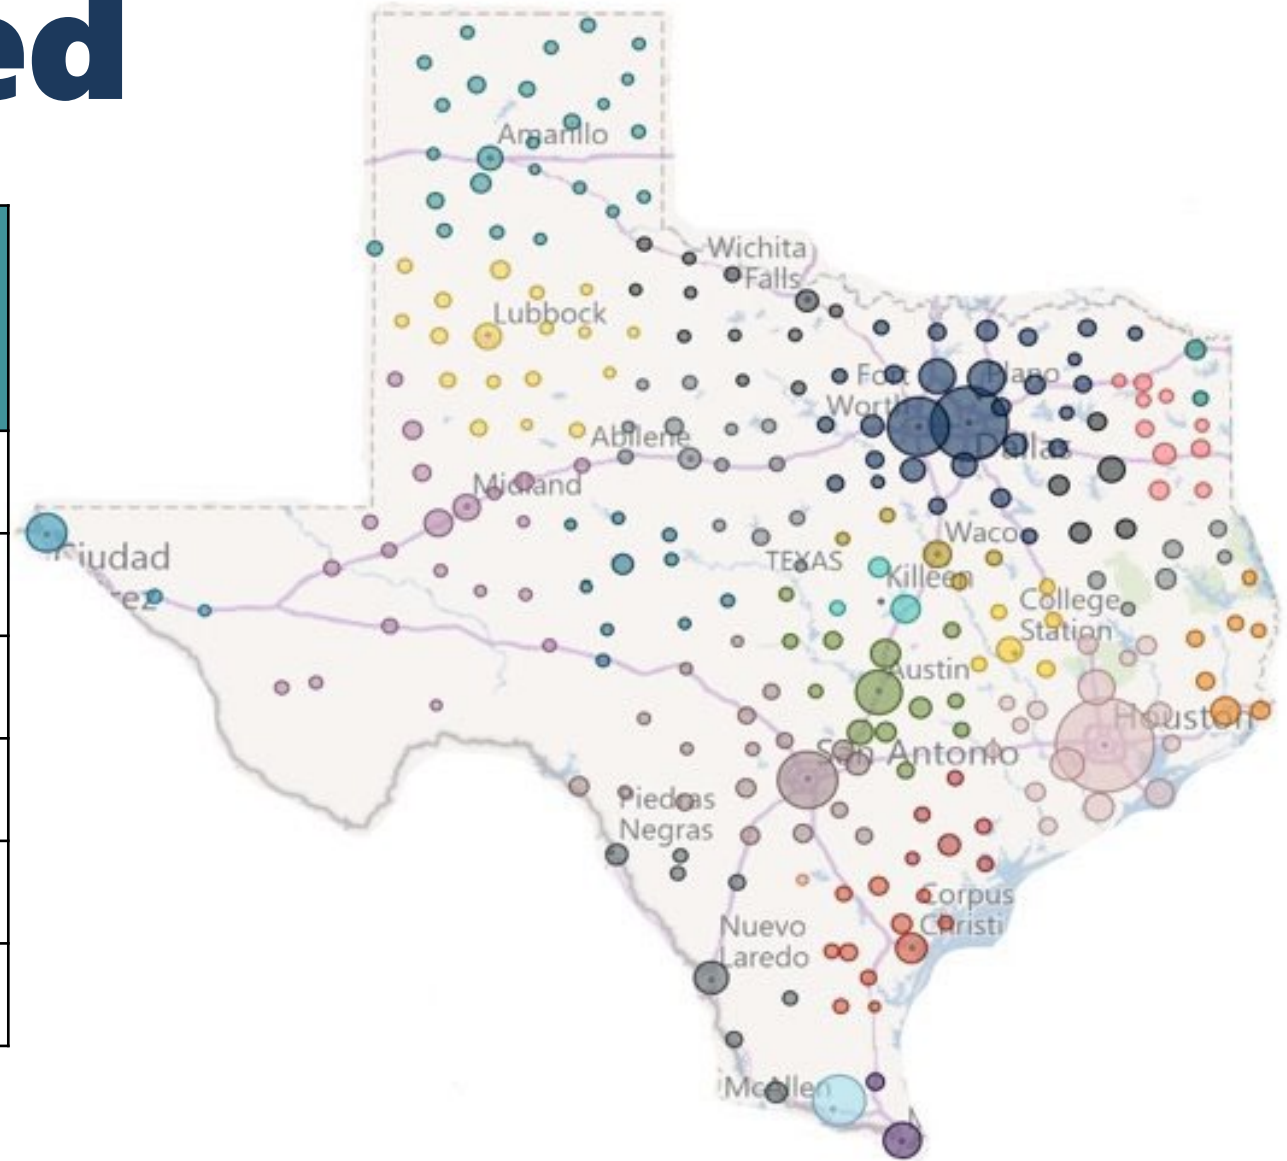 ed
Amarillo
Wichita
Falls
Lubbock
Fort
Worth
Plano
Dallas
Abilene
Midland
Ciudad
rez
Waco
TEXAS
Killeen
College
Station
Austin
Houston
San Antonio
Piedras
Negras
Corpus
Christi
Nuevo
Laredo
McAllen